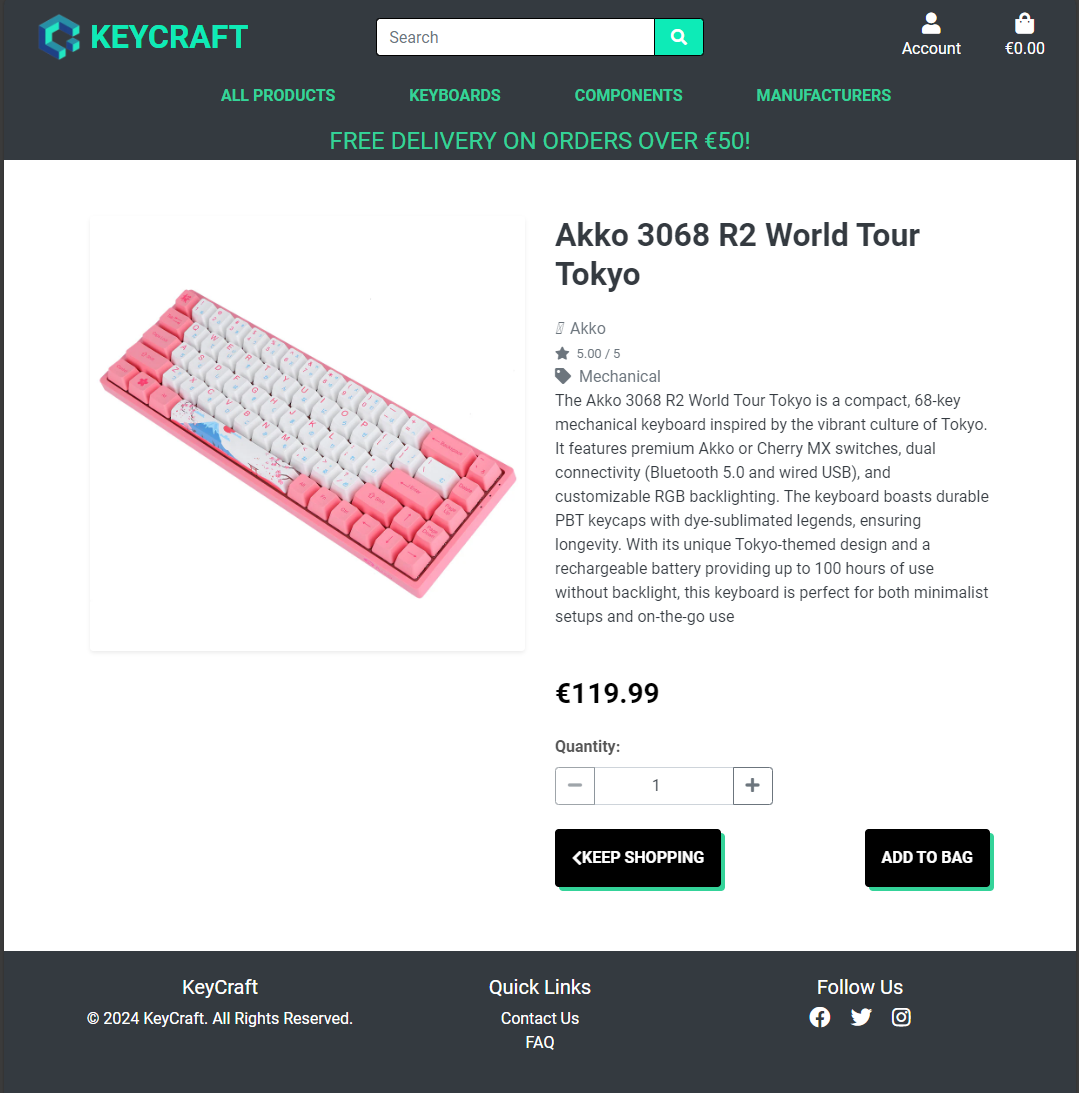 KEYCRAFT
Search
Account
€0.00
ALL PRODUCTS
KEYBOARDS
COMPONENTS
MANUFACTURERS
FREE DELIVERY ON ORDERS OVER €50!
Akko 3068 R2 World Tour
Tokyo
Akko
5.00 / 5
Mechanical
The Akko 3068 R2 World Tour Tokyo is a compact, 68-key
mechanical keyboard inspired by the vibrant culture of Tokyo.
It features premium Akko or Cherry MX switches, dual
connectivity (Bluetooth 5.0 and wired USB), and
customizable RGB backlighting. The keyboard boasts durable
PBT keycaps with dye-sublimated legends, ensuring
longevity. With its unique Tokyo-themed design and a
rechargeable battery providing up to 100 hours of use
without backlight, this keyboard is perfect for both minimalist
setups and on-the-go use
€119.99
Quantity:
1
KEEP SHOPPING
ADD TO BAG
KeyCraft
© 2024 KeyCraft. All Rights Reserved.
Quick Links
Contact Us
FAQ
Follow Us